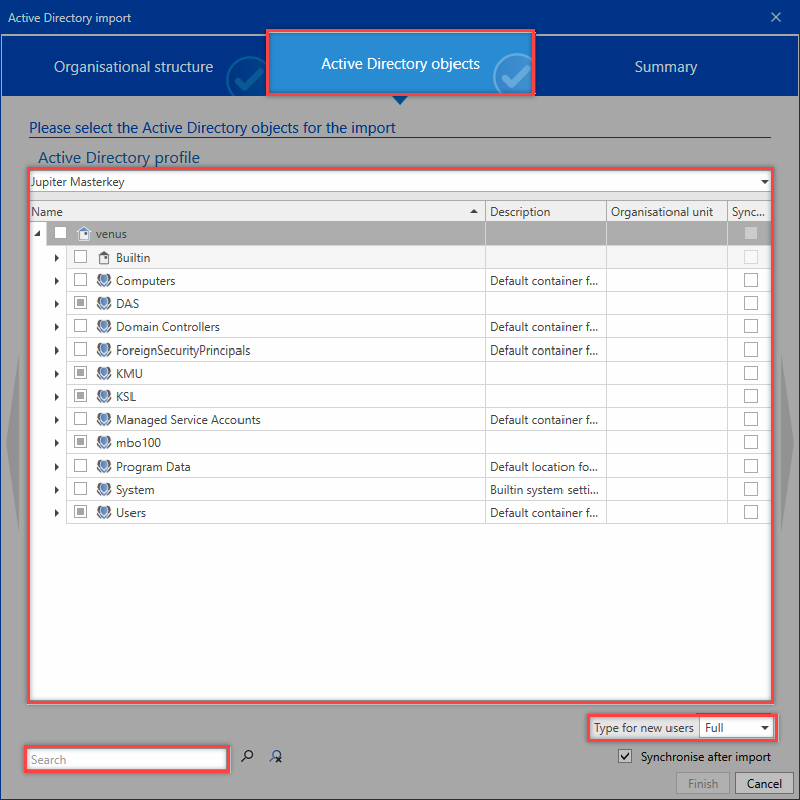 Active Directory import
Organisational structure
Active Directory objects
Summary
Please select the Active Directory objects for the import
Active Directory profile
Jupiter Masterkey
Name Description Organisational unit Sync...
venus
Builtin
Computers Default container f...
DAS
Domain Controllers Default container f...
ForeignSecurityPrincipals Default container f...
KMU
KSIL
Managed Service Accounts Default container f...
mbo100
Program Data Default location fo...
System Builtin system setti...
Users Default container f...
Type for new users Full
Search
Synchronise after import
Finish Cancel